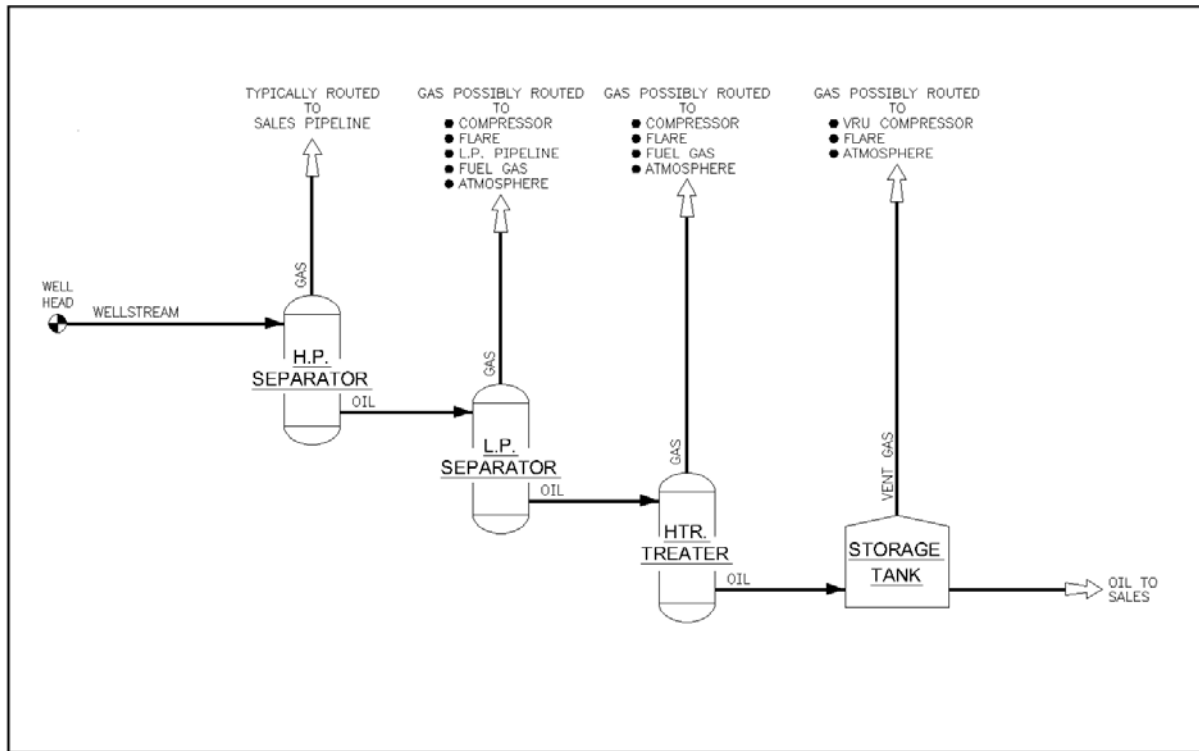 TYPICALLY ROUTED
TO
SALES PIPELINE
GAS POSSIBLY ROUTED
TO
● COMPRESSOR
● FLARE
● L.P. PIPELINE
● FUEL GAS
● ATMOSPHERE
GAS POSSIBLY ROUTED
TO
● COMPRESSOR
● FLARE
● FUEL GAS
● ATMOSPHERE
GAS POSSIBLY ROUTED
TO
● VRU COMPRESSOR
● FLARE
● ATMOSPHERE
WELL
HEAD
WELLSTREAM
GAS
H.P.
SEPARATOR
OIL
GAS
L.P.
SEPARATOR
OIL
GAS
HTR.
TREATER
OIL
VENT GAS
STORAGE
TANK
OIL TO
SALES